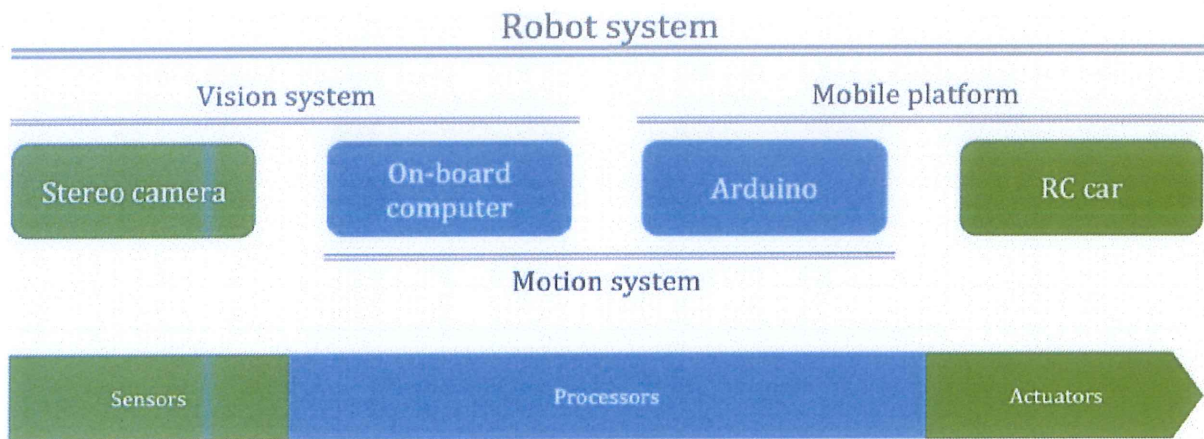 Robot system
Vision system
Mobile platform
Stereo camera
On-board
computer
Arduino
RC car
Motion system
Sensors
Processors
Actuators